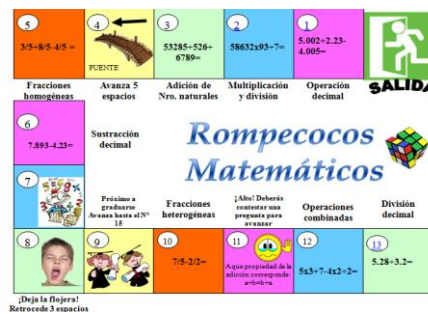 5
3/5+8/5-4/5 =
4
PUENTE
3
53285+526+
6789=
2
58632x93÷7=
1
5.002+2.23-
4.005=
SALIDA
Fracciones
homogéneas
Avanza 5
espacios
Adición de
Nro. naturales
Multiplicación
y división
Operación
decimal
6
7.893-4.23=
Sustracción
decimal
Rompecocos
Matemáticos
7
Próximo a
graduarse
Avanza hasta el Nº
15
Fracciones
heterogéneas
¡Alto! Deberás
contestar una
pregunta para
avanzar
Operaciones
combinadas
División
decimal
8
9
10
7/5-2/2=
11
A que propiedad de la
adición corresponde:
a+b=b+a
12
5x3+7-4x2÷2=
13
5.28÷3.2=
¡Deja la flojera!
Retrocede 3 espacios